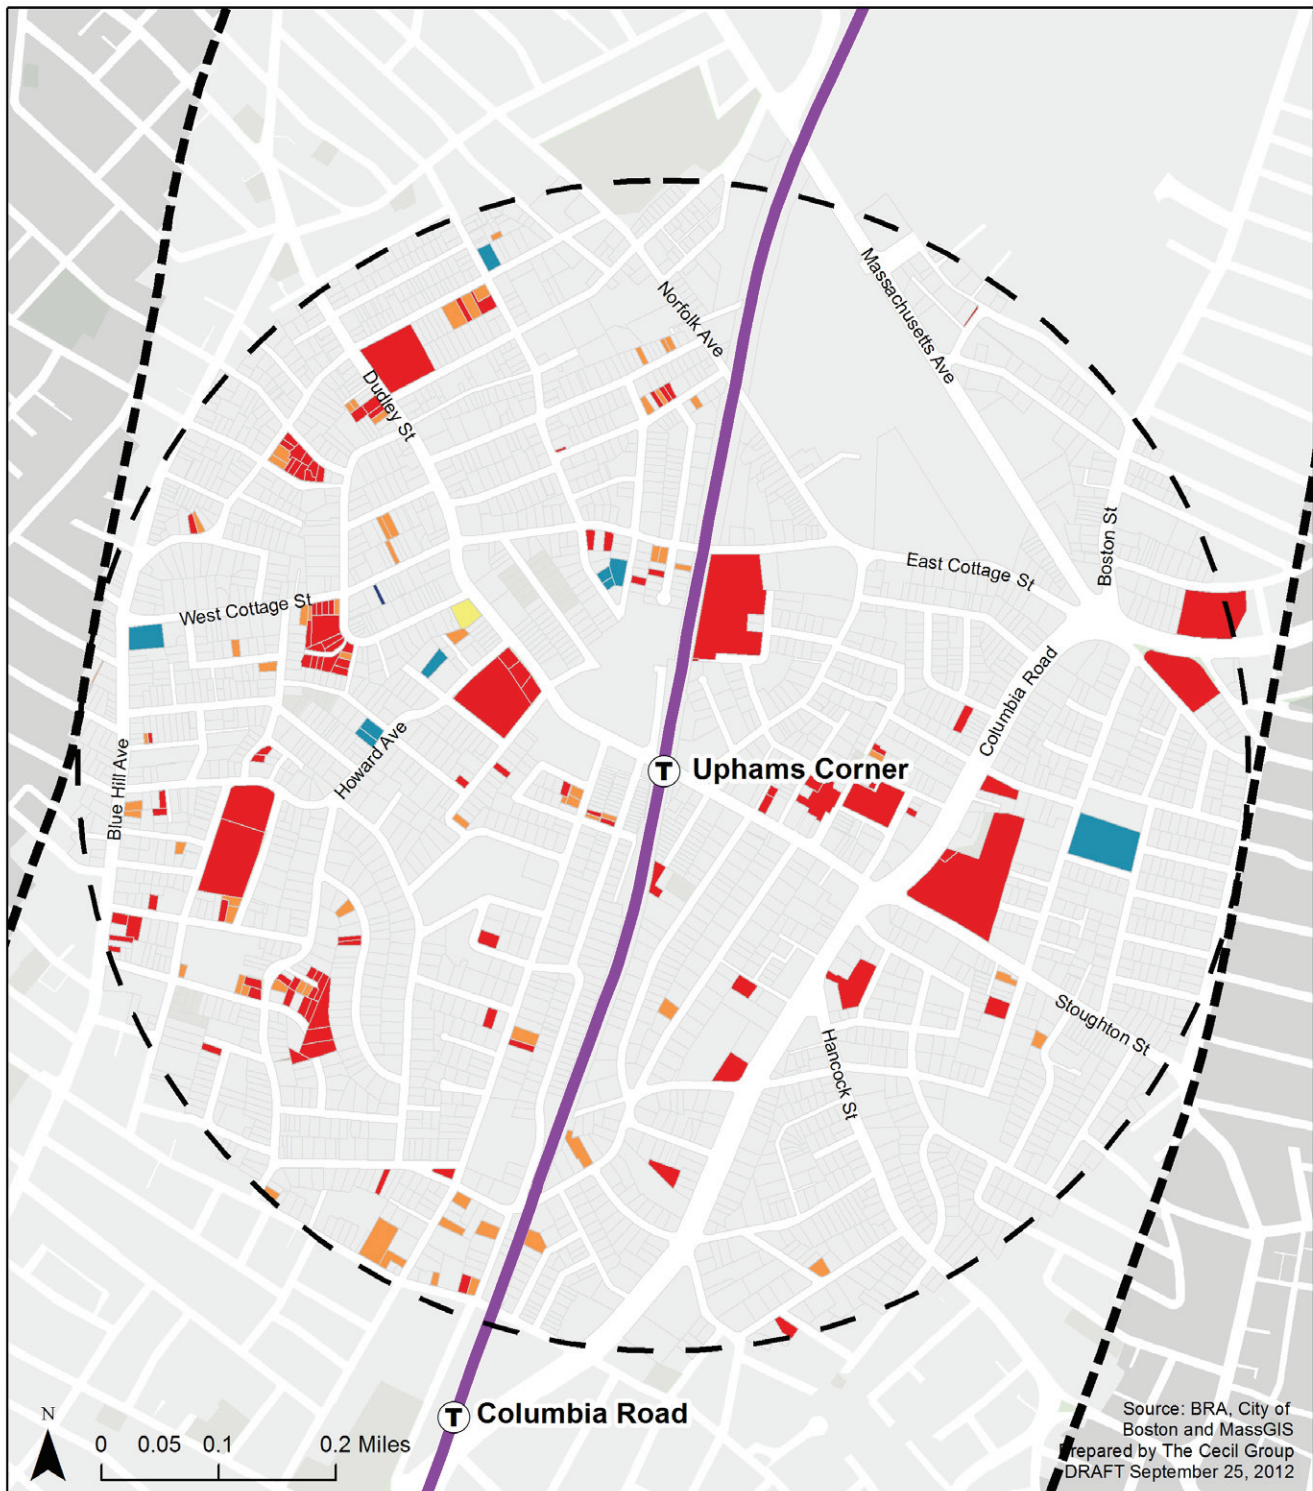 Norfolk Ave
Massachusetts Ave
Dudley St
Boston St
East Cottage St
West Cottage St
Columbia Road
Howard Ave
Blue Hill Ave
T
Uphams Corner
Stoughton St
Hancock St
T
Columbia Road
N
0 0.05 0.1 0.2 Miles
Source: BRA, City of
Boston and MassGIS
Prepared by The Cecil Group
DRAFT September 25, 2012